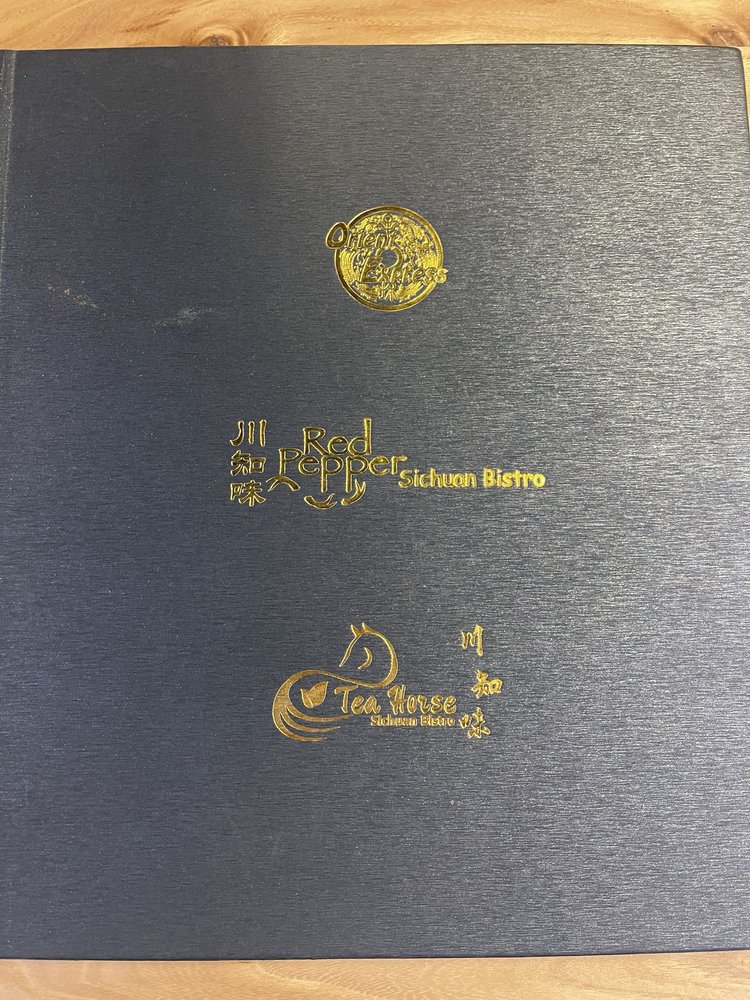 Orient
Express
川知味
Red
Pepper
Sichuan Bistro
Tea Horse
Sichuan Bistro
川知味